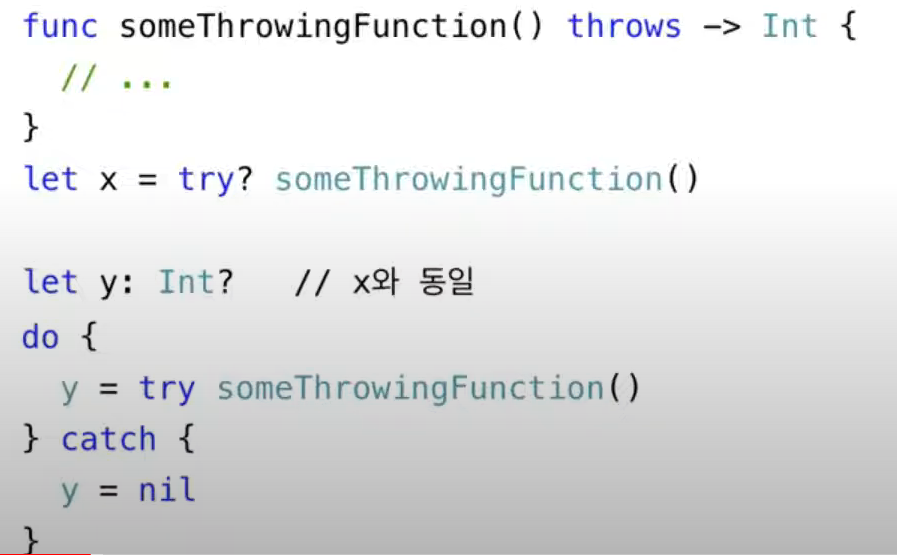 func someThrowingFunction() throws -> Int {
  // ...
}
let x = try? someThrowingFunction()
let y: Int?   // x와 동일
do {
  y = try someThrowingFunction()
} catch {
  y = nil
}